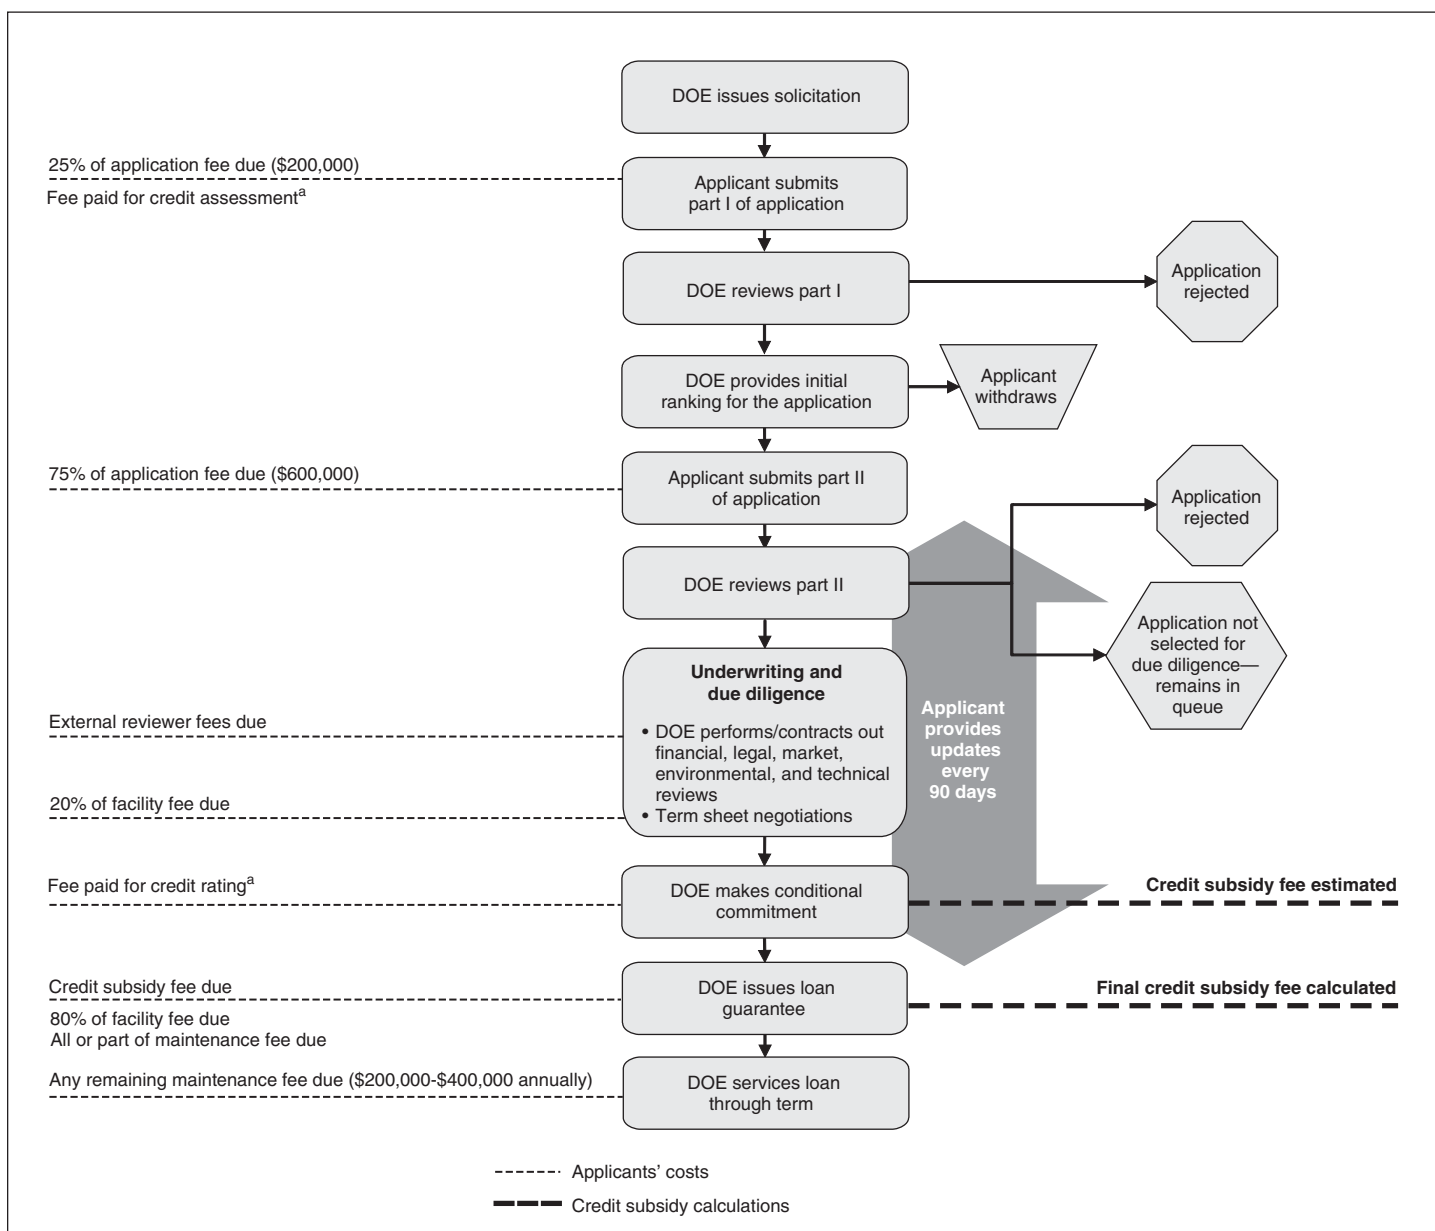 DOE issues solicitation
25% of application fee due ($200,000)
Fee paid for credit assessmentᵃ
Applicant submits
part I of application
DOE reviews part I
Application
rejected
DOE provides initial
ranking for the application
Applicant
withdraws
75% of application fee due ($600,000)
Applicant submits part II
of application
Application
rejected
DOE reviews part II
Application not
selected for
due diligence—
remains in
queue
Underwriting and
due diligence
• DOE performs/contracts out
financial, legal, market,
environmental, and technical
reviews
• Term sheet negotiations
External reviewer fees due
20% of facility fee due
Applicant
provides
updates
every
90 days
Fee paid for credit ratingᵃ
DOE makes conditional
commitment
Credit subsidy fee estimated
Credit subsidy fee due
80% of facility fee due
All or part of maintenance fee due
DOE issues loan
guarantee
Final credit subsidy fee calculated
Any remaining maintenance fee due ($200,000-$400,000 annually)
DOE services loan
through term
Applicants' costs
Credit subsidy calculations